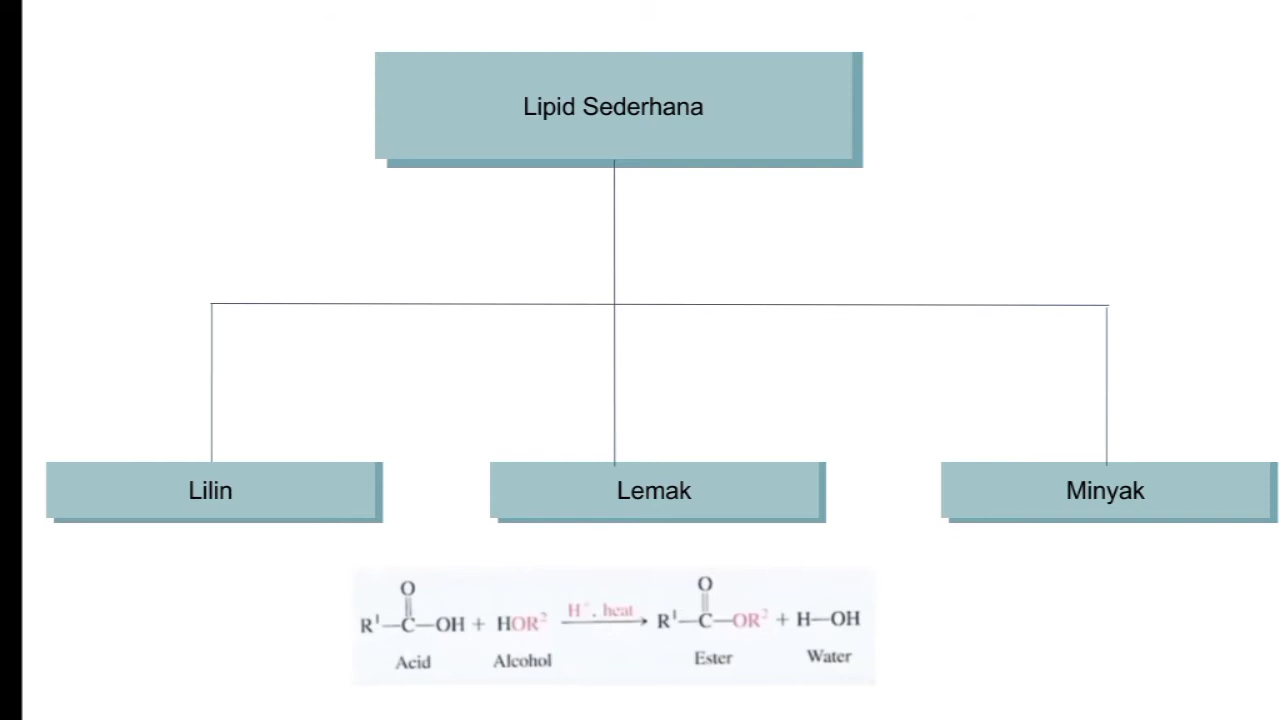 Lipid Sederhana
Lilin
Lemak
Minyak
O
O
R¹—C—OH + HOR² H⁺, heat R¹—C—OR² + H—OH
Acid Alcohol Ester Water